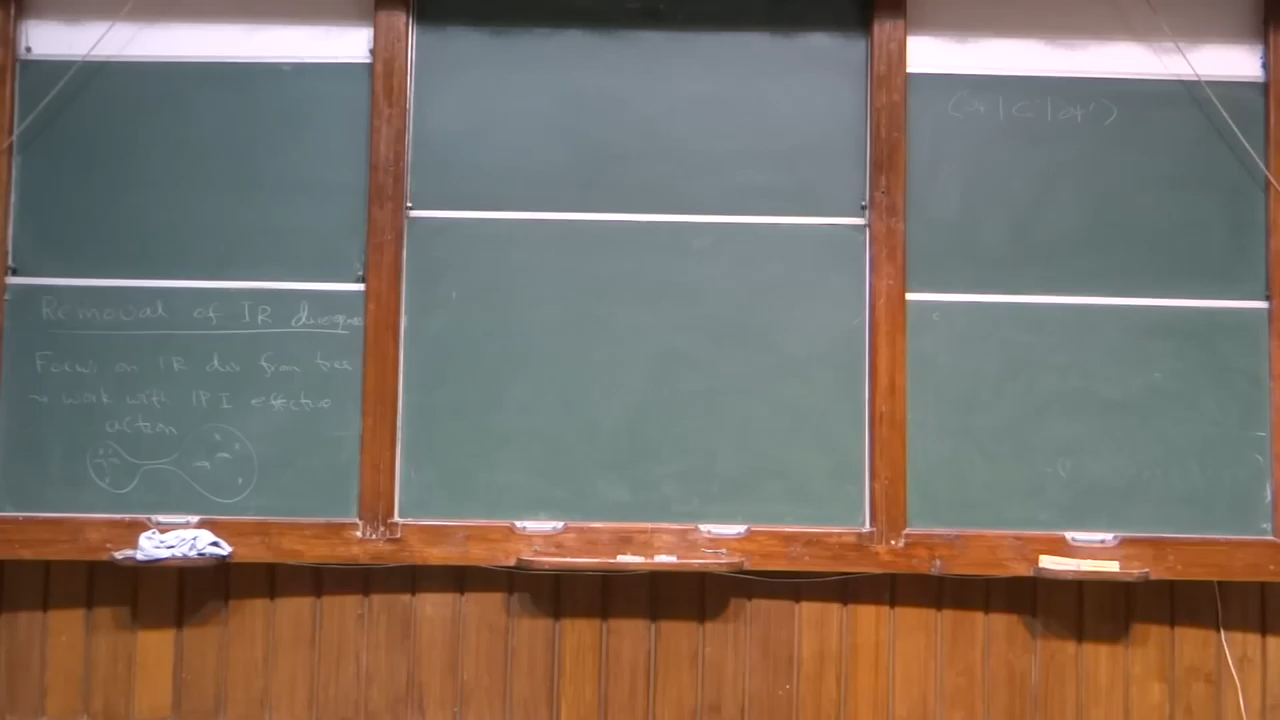 Removal of IR divergences
Focus on IR div from tree
~ work with 1PI effective
action